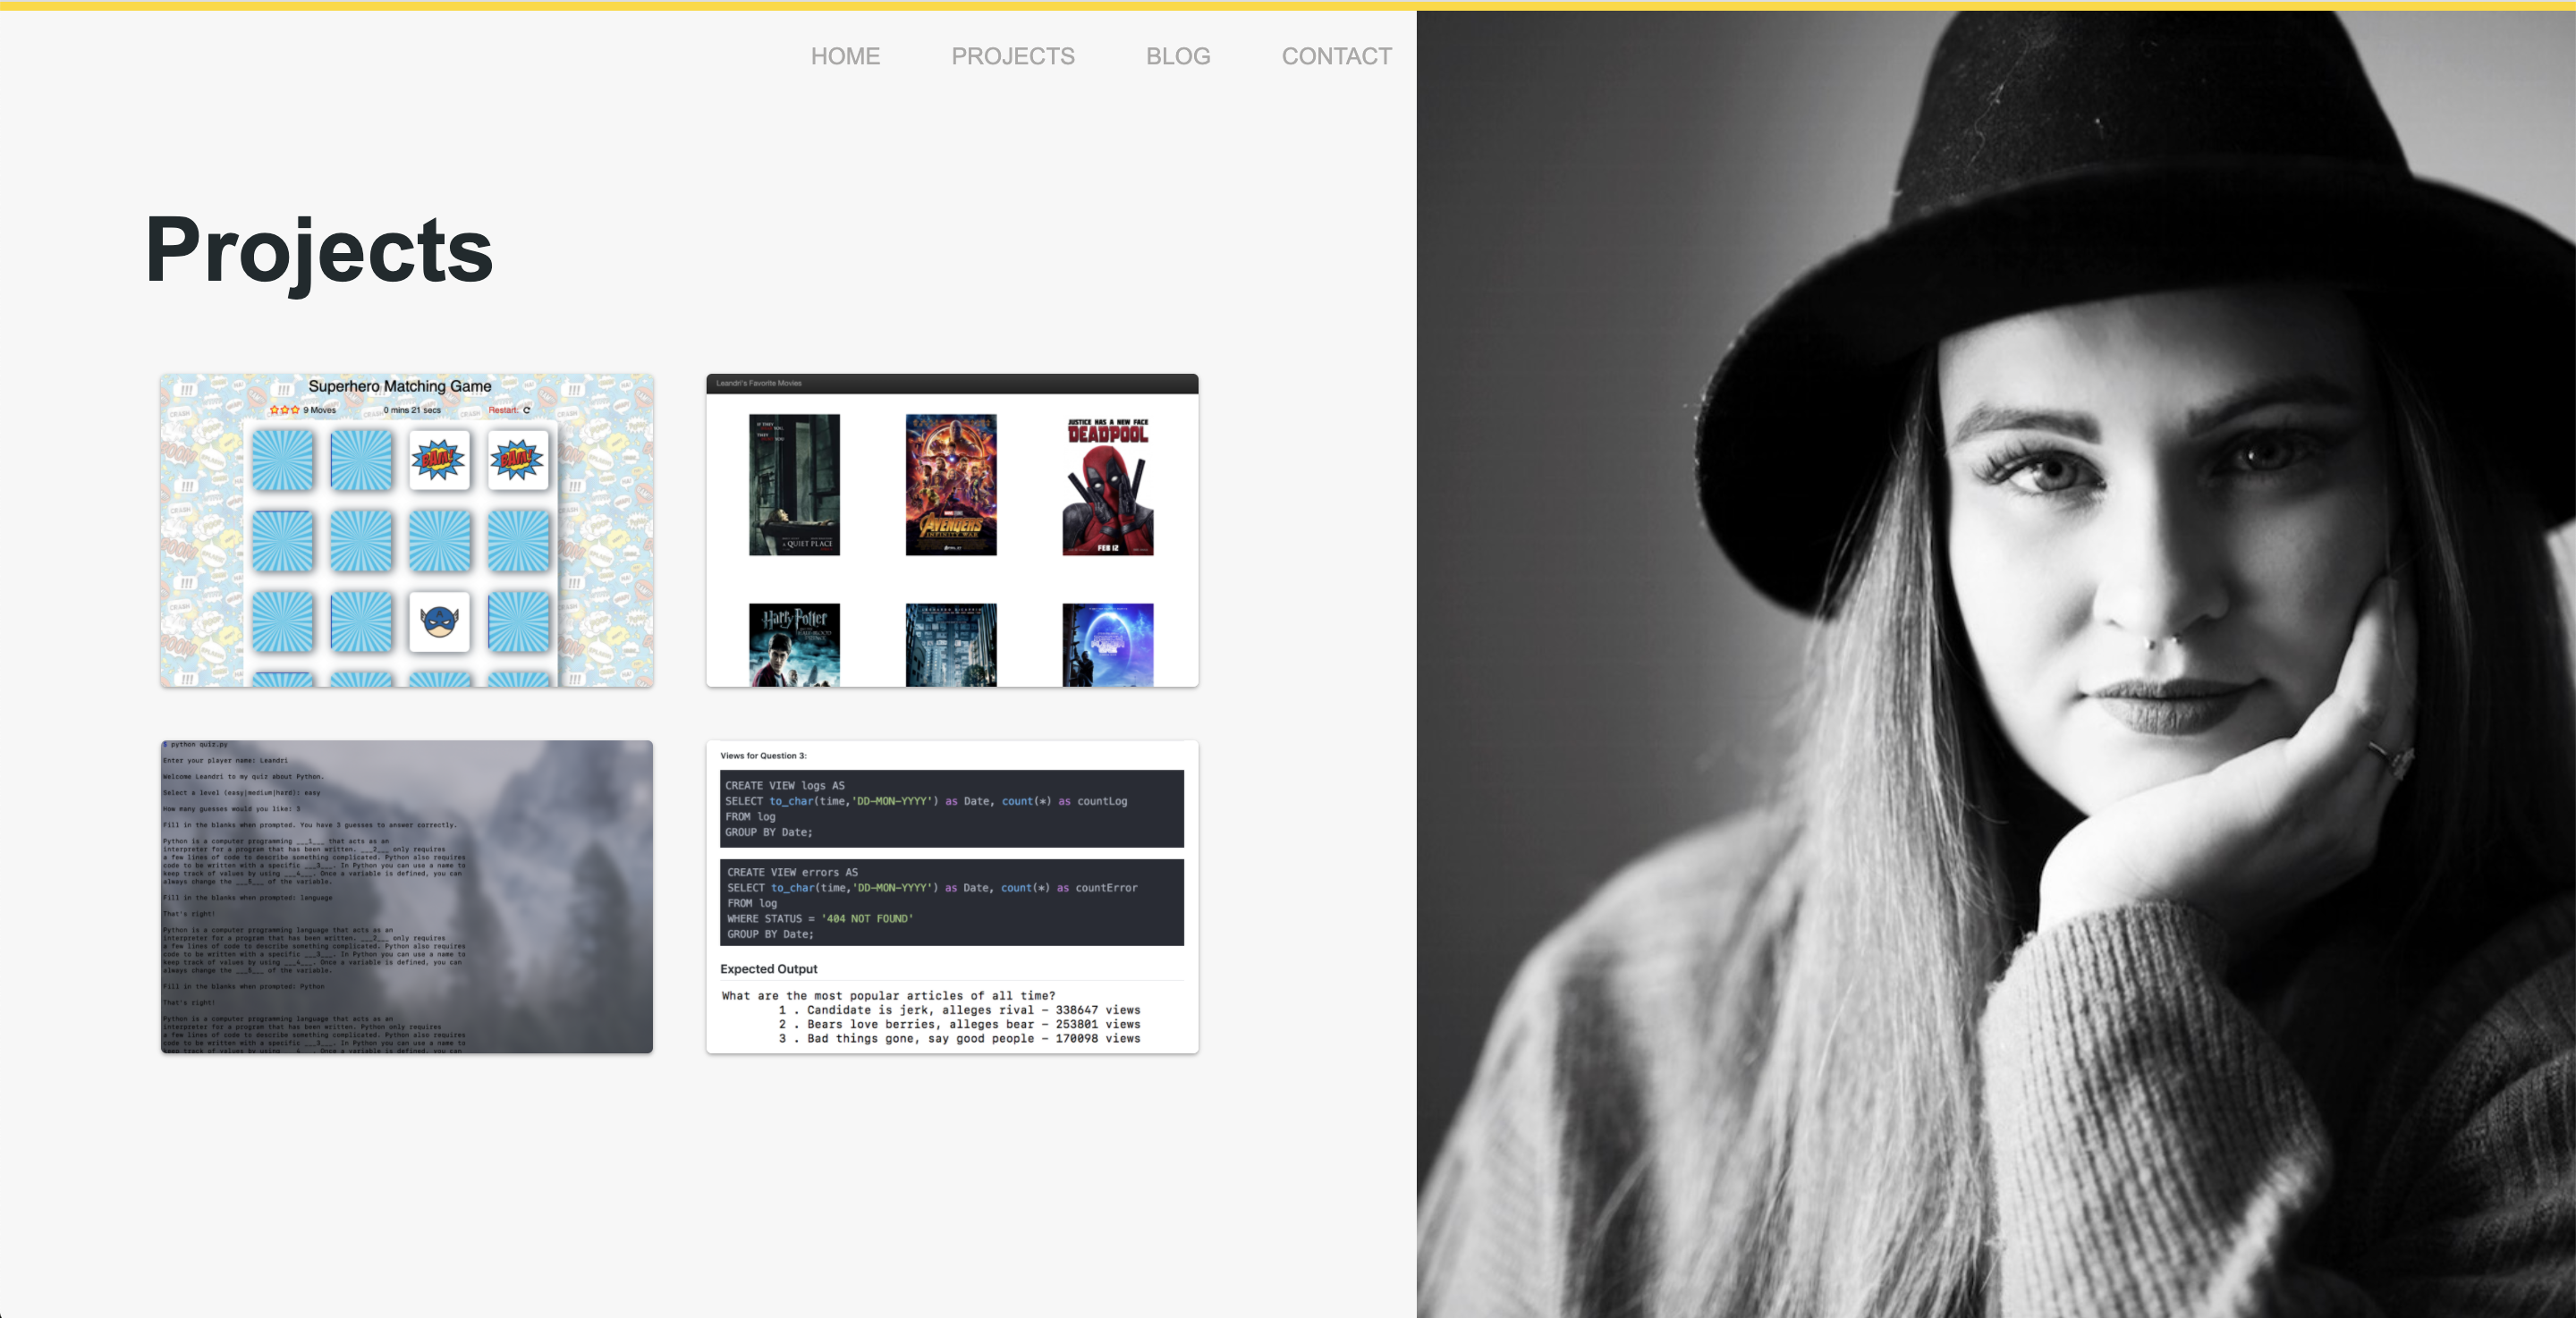 HOME PROJECTS BLOG CONTACT
Projects
Superhero Matching Game
9 Moves 0 mins 21 secs Restart:
BAM! BAM!
Leandri's Favorite Movies
A QUIET PLACE
AVENGERS
INFINITY WAR
JUSTICE HAS A NEW FACE
DEADPOOL
FEB 12
Harry Potter
$ python quiz.py
Enter your player name: Leandri
Welcome Leandri to my quiz about Python.
Select a level (easy|medium|hard): easy
How many guesses would you like: 3
Fill in the blanks when prompted. You have 3 guesses to answer correctly.
Python is a computer programming ___1___ that acts as an
interpreter for a program that has been written. ___2___ only requires
a few lines of code to describe something complicated. Python also requires
code to be written with a specific ___3___. In Python you can use a name to
keep track of values by using ___4___. Once a variable is defined, you can
always change the ___5___ of the variable.
Fill in the blanks when prompted: language
That's right!
Python is a computer programming language that acts as an
interpreter for a program that has been written. ___2___ only requires
a few lines of code to describe something complicated. Python also requires
code to be written with a specific ___3___. In Python you can use a name to
keep track of values by using ___4___. Once a variable is defined, you can
always change the ___5___ of the variable.
Fill in the blanks when prompted: Python
That's right!
Python is a computer programming language that acts as an
interpreter for a program that has been written. Python only requires
a few lines of code to describe something complicated. Python also requires
code to be written with a specific ___3___. In Python you can use a name to
keep track of values by using ___4___. Once a variable is defined, you can
Views for Question 3:
CREATE VIEW logs AS
SELECT to_char(time,'DD-MON-YYYY') as Date, count(*) as countLog
FROM log
GROUP BY Date;
CREATE VIEW errors AS
SELECT to_char(time,'DD-MON-YYYY') as Date, count(*) as countError
FROM log
WHERE STATUS = '404 NOT FOUND'
GROUP BY Date;
Expected Output
What are the most popular articles of all time?
1 . Candidate is jerk, alleges rival – 338647 views
2 . Bears love berries, alleges bear – 253801 views
3 . Bad things gone, say good people – 170098 views